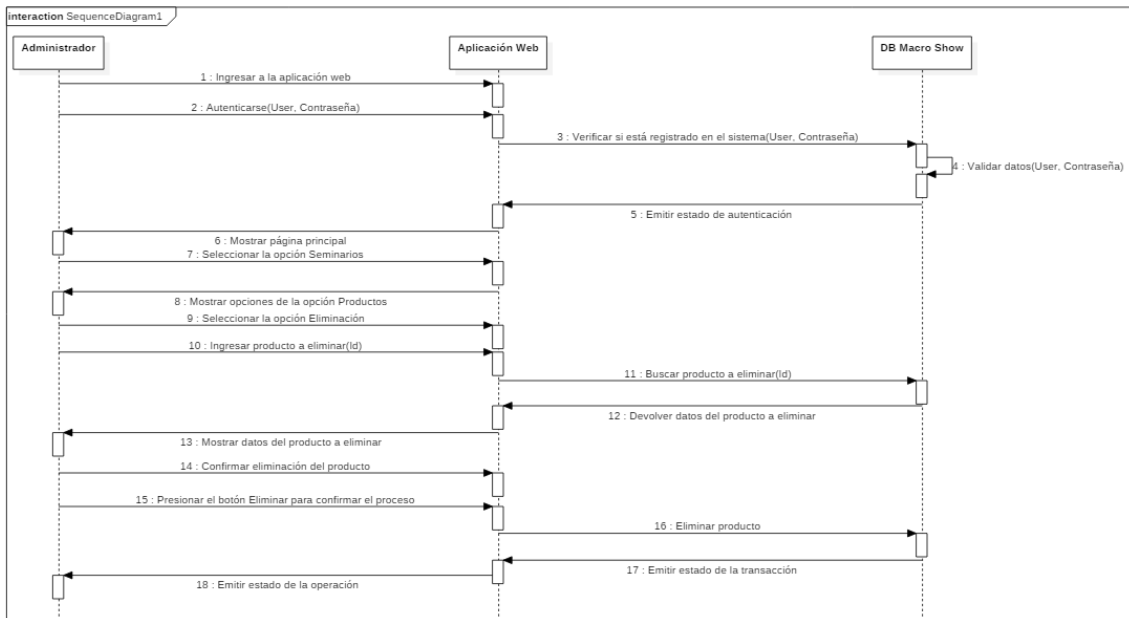 interaction SequenceDiagram1
Administrador
Aplicación Web
DB Macro Show
1 : Ingresar a la aplicación web
2 : Autenticarse(User, Contraseña)
3 : Verificar si está registrado en el sistema(User, Contraseña)
4 : Validar datos(User, Contraseña)
5 : Emitir estado de autenticación
6 : Mostrar página principal
7 : Seleccionar la opción Seminarios
8 : Mostrar opciones de la opción Productos
9 : Seleccionar la opción Eliminación
10 : Ingresar producto a eliminar(Id)
11 : Buscar producto a eliminar(Id)
12 : Devolver datos del producto a eliminar
13 : Mostrar datos del producto a eliminar
14 : Confirmar eliminación del producto
15 : Presionar el botón Eliminar para confirmar el proceso
16 : Eliminar producto
17 : Emitir estado de la transacción
18 : Emitir estado de la operación